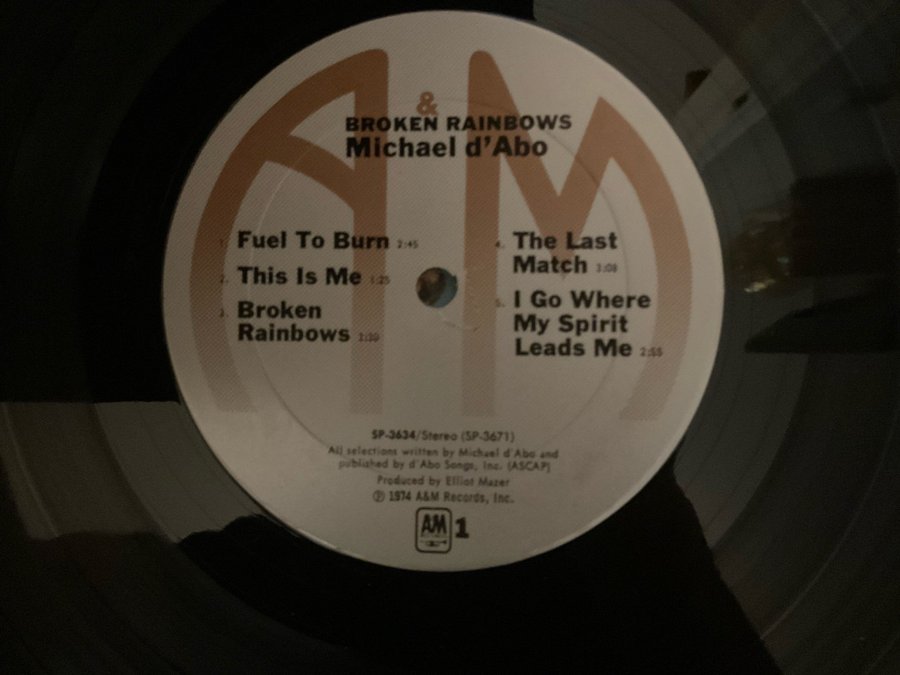 A&M
BROKEN RAINBOWS
Michael d'Abo
1. Fuel To Burn 2:45
2. This Is Me 1:25
3. Broken
Rainbows 2:30
4. The Last
Match 3:08
5. I Go Where
My Spirit
Leads Me 2:55
SP-3634/Stereo (SP-3671)
All selections written by Michael d'Abo and
published by d'Abo Songs, Inc. (ASCAP)
Produced by Elliot Mazer
℗ 1974 A&M Records, Inc.
A&M 1